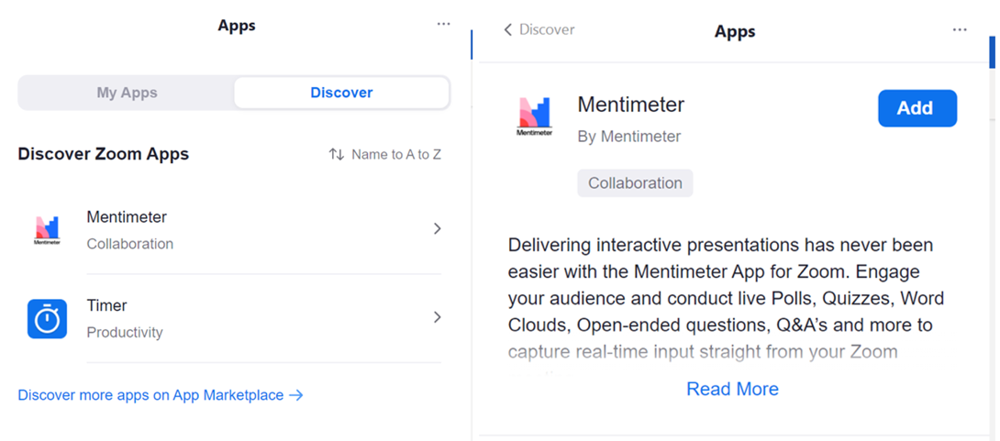 Apps
...
My Apps
Discover
Discover Zoom Apps
Name to A to Z
Mentimeter
Mentimeter
Collaboration
Timer
Productivity
Discover more apps on App Marketplace →
< Discover
Apps
...
Mentimeter
Mentimeter
By Mentimeter
Add
Collaboration
Delivering interactive presentations has never been
easier with the Mentimeter App for Zoom. Engage
your audience and conduct live Polls, Quizzes, Word
Clouds, Open-ended questions, Q&A’s and more to
capture real-time input straight from your Zoom
Read More